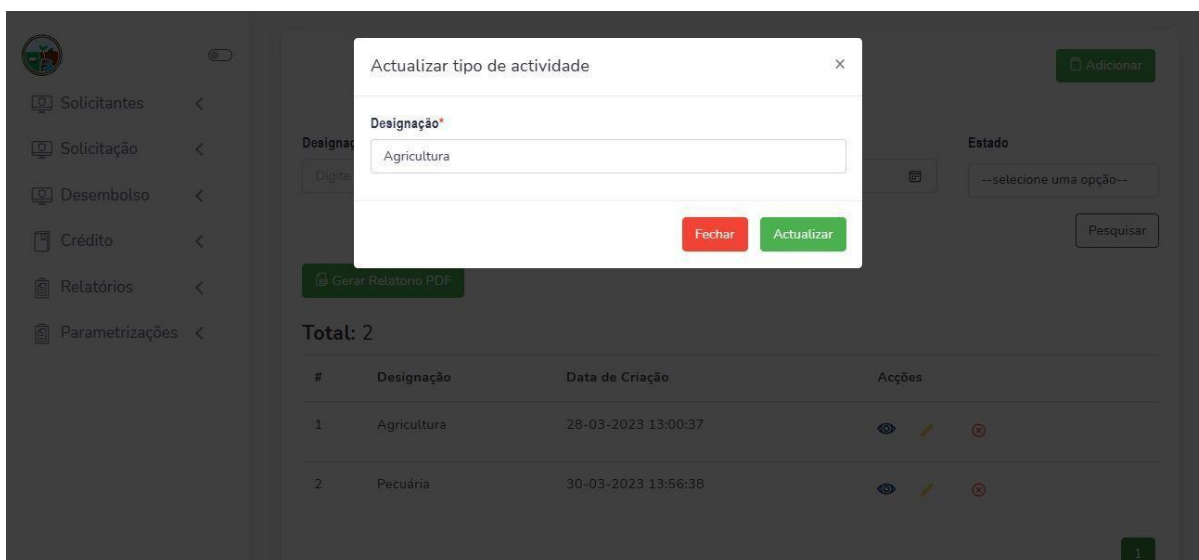 Actualizar tipo de actividade ×
Adicionar
Solicitantes
Solicitação
Desembolso
Crédito
Relatórios
Parametrizações
Designação*
Agricultura
Fechar Actualizar
Designaç
Digite
Estado
--selecione uma opção--
Pesquisar
Gerar Relatorio PDF
Total: 2
# Designação Data de Criação Acções
1 Agricultura 28-03-2023 13:00:37
2 Pecuária 30-03-2023 13:56:38
1